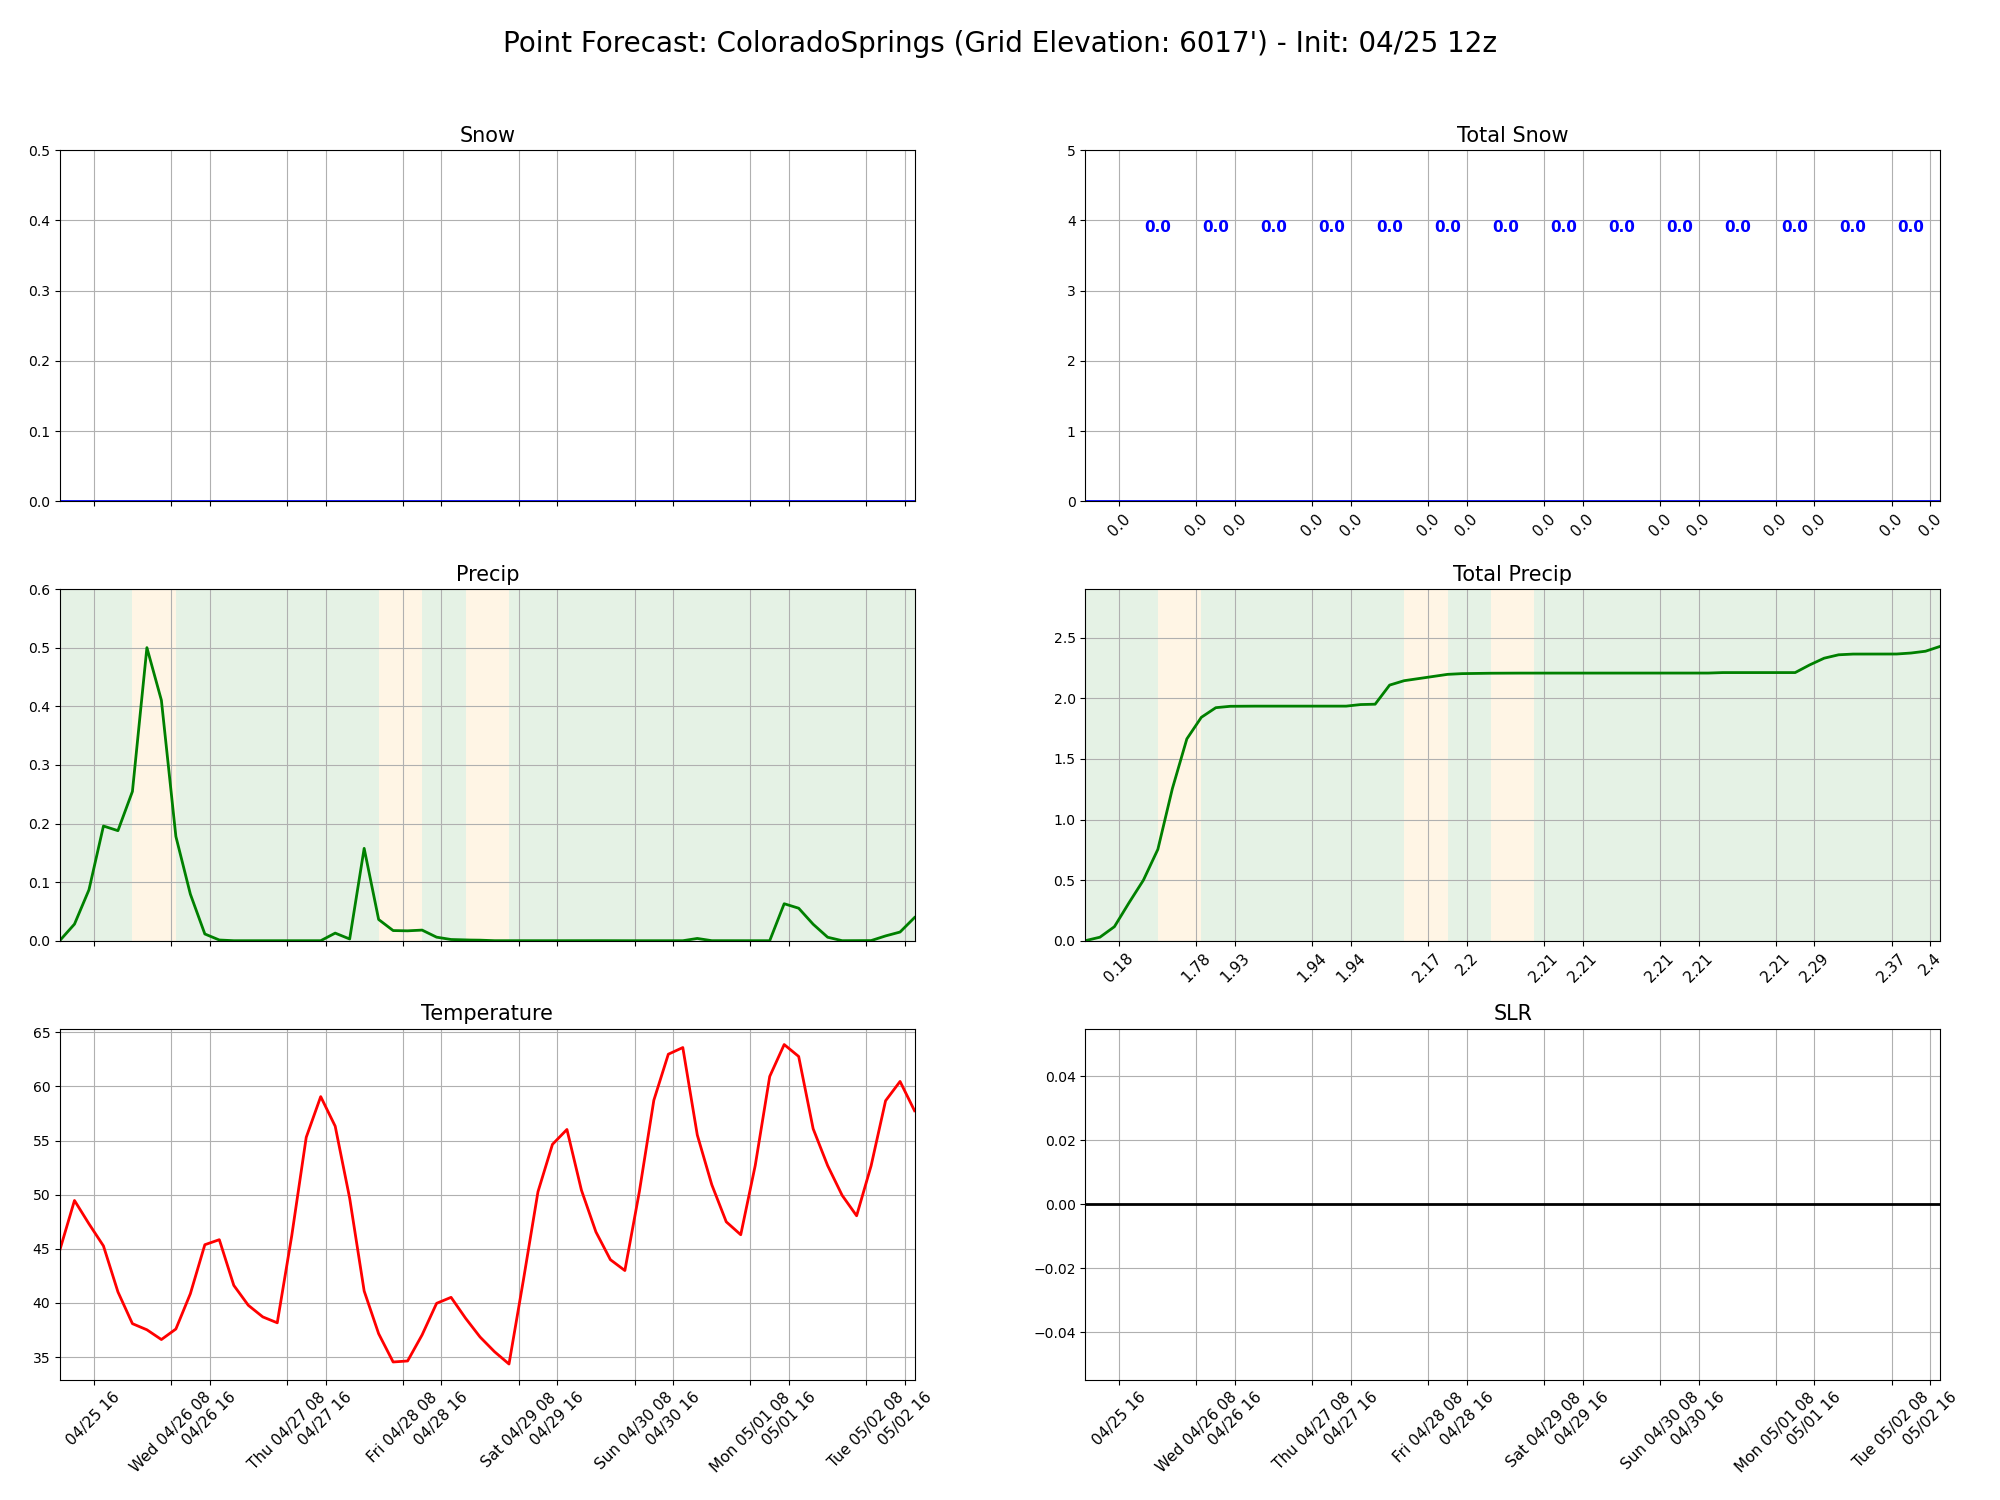 Point Forecast: ColoradoSprings (Grid Elevation: 6017') - Init: 04/25 12z
Snow
0.5
0.4
0.3
0.2
0.1
0.0
Total Snow
5
4
3
2
1
0
0.0 0.0 0.0 0.0 0.0 0.0 0.0 0.0 0.0 0.0 0.0 0.0 0.0 0.0
0.0 0.0 0.0 0.0 0.0 0.0 0.0 0.0 0.0 0.0 0.0 0.0 0.0 0.0 0.0
Precip
0.6
0.5
0.4
0.3
0.2
0.1
0.0
Total Precip
2.5
2.0
1.5
1.0
0.5
0.0
0.18 1.78 1.93 1.94 1.94 2.17 2.2 2.21 2.21 2.21 2.21 2.21 2.29 2.37 2.4
Temperature
65
60
55
50
45
40
35
04/25 16
Wed 04/26 08
04/26 16
Thu 04/27 08
04/27 16
Fri 04/28 08
04/28 16
Sat 04/29 08
04/29 16
Sun 04/30 08
04/30 16
Mon 05/01 08
05/01 16
Tue 05/02 08
05/02 16
SLR
0.04
0.02
0.00
−0.02
−0.04
04/25 16
Wed 04/26 08
04/26 16
Thu 04/27 08
04/27 16
Fri 04/28 08
04/28 16
Sat 04/29 08
04/29 16
Sun 04/30 08
04/30 16
Mon 05/01 08
05/01 16
Tue 05/02 08
05/02 16